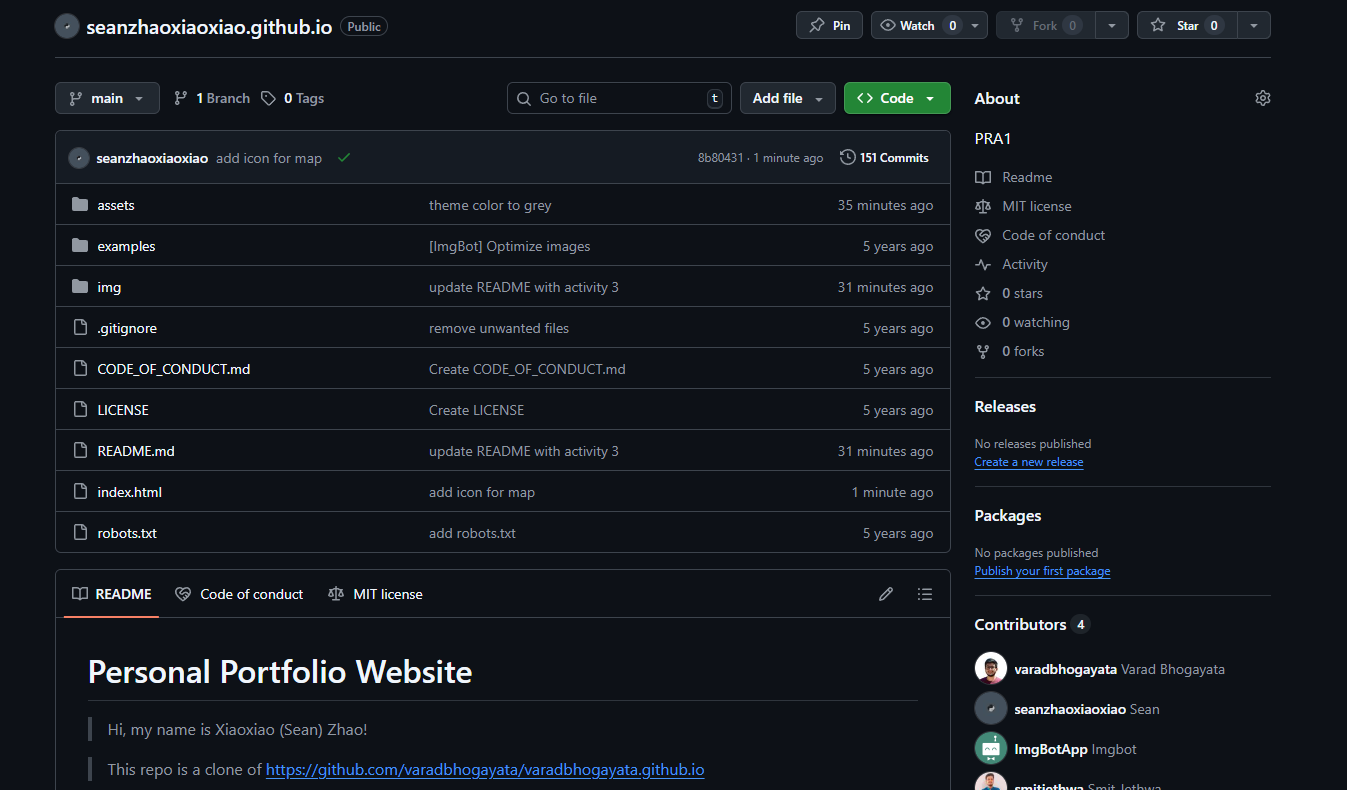 seanzhaoxiaoxiao.github.io Public Pin Watch 0 Fork 0 Star 0
main 1 Branch 0 Tags Go to file t Add file Code
seanzhaoxiaoxiao add icon for map 8b80431 · 1 minute ago 151 Commits
assets theme color to grey 35 minutes ago
examples [ImgBot] Optimize images 5 years ago
img update README with activity 3 31 minutes ago
.gitignore remove unwanted files 5 years ago
CODE_OF_CONDUCT.md Create CODE_OF_CONDUCT.md 5 years ago
LICENSE Create LICENSE 5 years ago
README.md update README with activity 3 31 minutes ago
index.html add icon for map 1 minute ago
robots.txt add robots.txt 5 years ago
README Code of conduct MIT license
Personal Portfolio Website
Hi, my name is Xiaoxiao (Sean) Zhao!
This repo is a clone of https://github.com/varadbhogayata/varadbhogayata.github.io
About
PRA1
Readme
MIT license
Code of conduct
Activity
0 stars
0 watching
0 forks
Releases
No releases published
Create a new release
Packages
No packages published
Publish your first package
Contributors 4
varadbhogayata Varad Bhogayata
seanzhaoxiaoxiao Sean
ImgBotApp Imgbot
smitjethwa Smit Jethwa